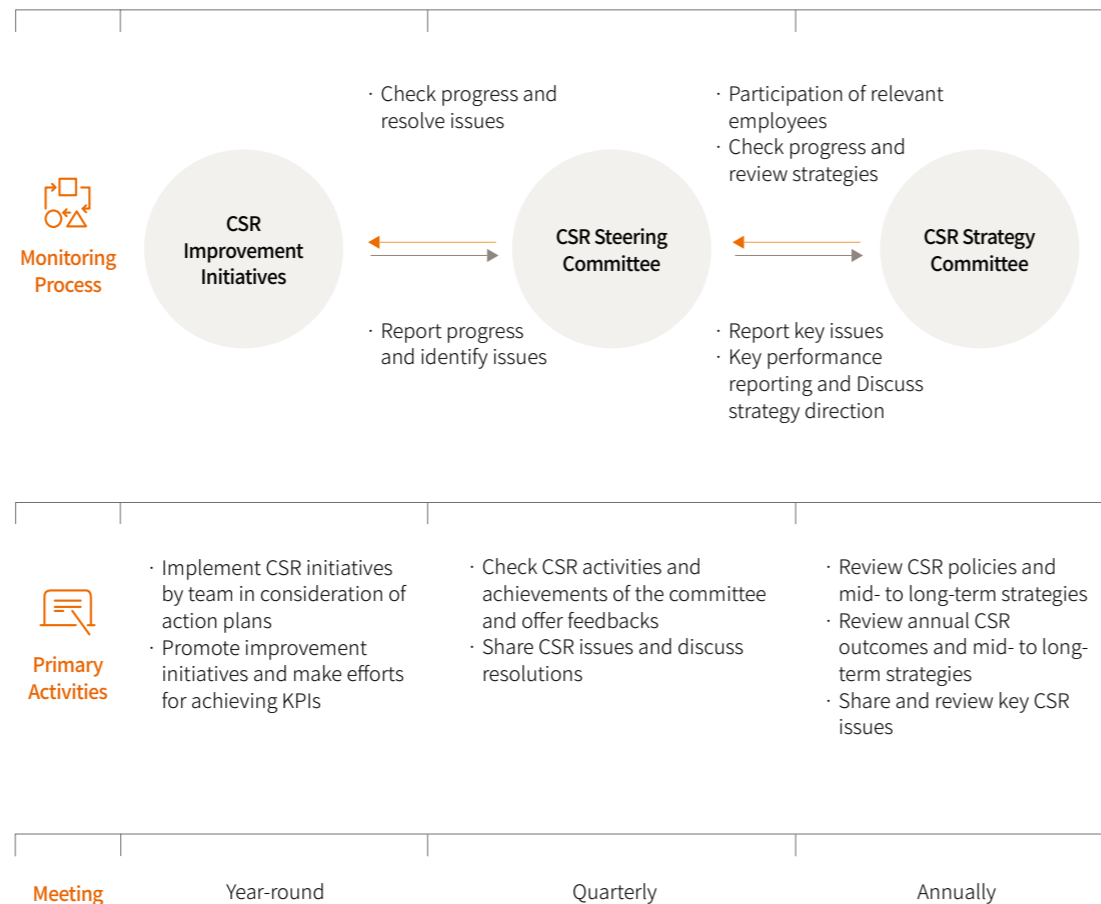 · Check progress and
resolve issues
· Participation of relevant
employees
· Check progress and
review strategies
Monitoring
Process
CSR
Improvement
Initiatives
CSR Steering
Committee
CSR Strategy
Committee
· Report progress
and identify issues
· Report key issues
· Key performance
reporting and Discuss
strategy direction
Primary
Activities
· Implement CSR initiatives
by team in consideration of
action plans
· Promote improvement
initiatives and make efforts
for achieving KPIs
· Check CSR activities and
achievements of the committee
and offer feedbacks
· Share CSR issues and discuss
resolutions
· Review CSR policies and
mid- to long-term strategies
· Review annual CSR
outcomes and mid- to long-
term strategies
· Share and review key CSR
issues
Meeting
Year-round
Quarterly
Annually